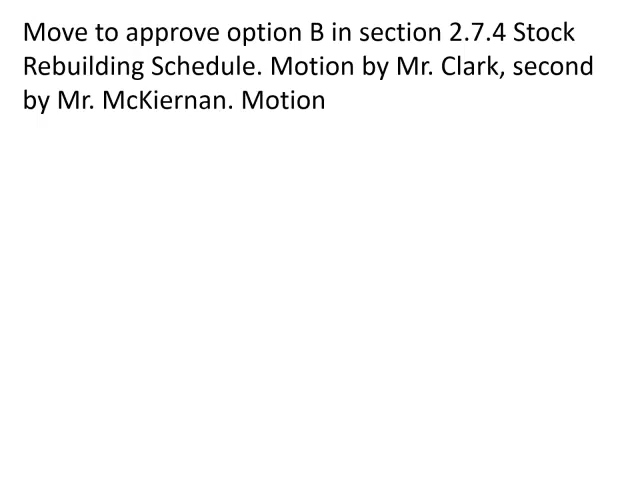 Move to approve option B in section 2.7.4 Stock
Rebuilding Schedule. Motion by Mr. Clark, second
by Mr. McKiernan. Motion